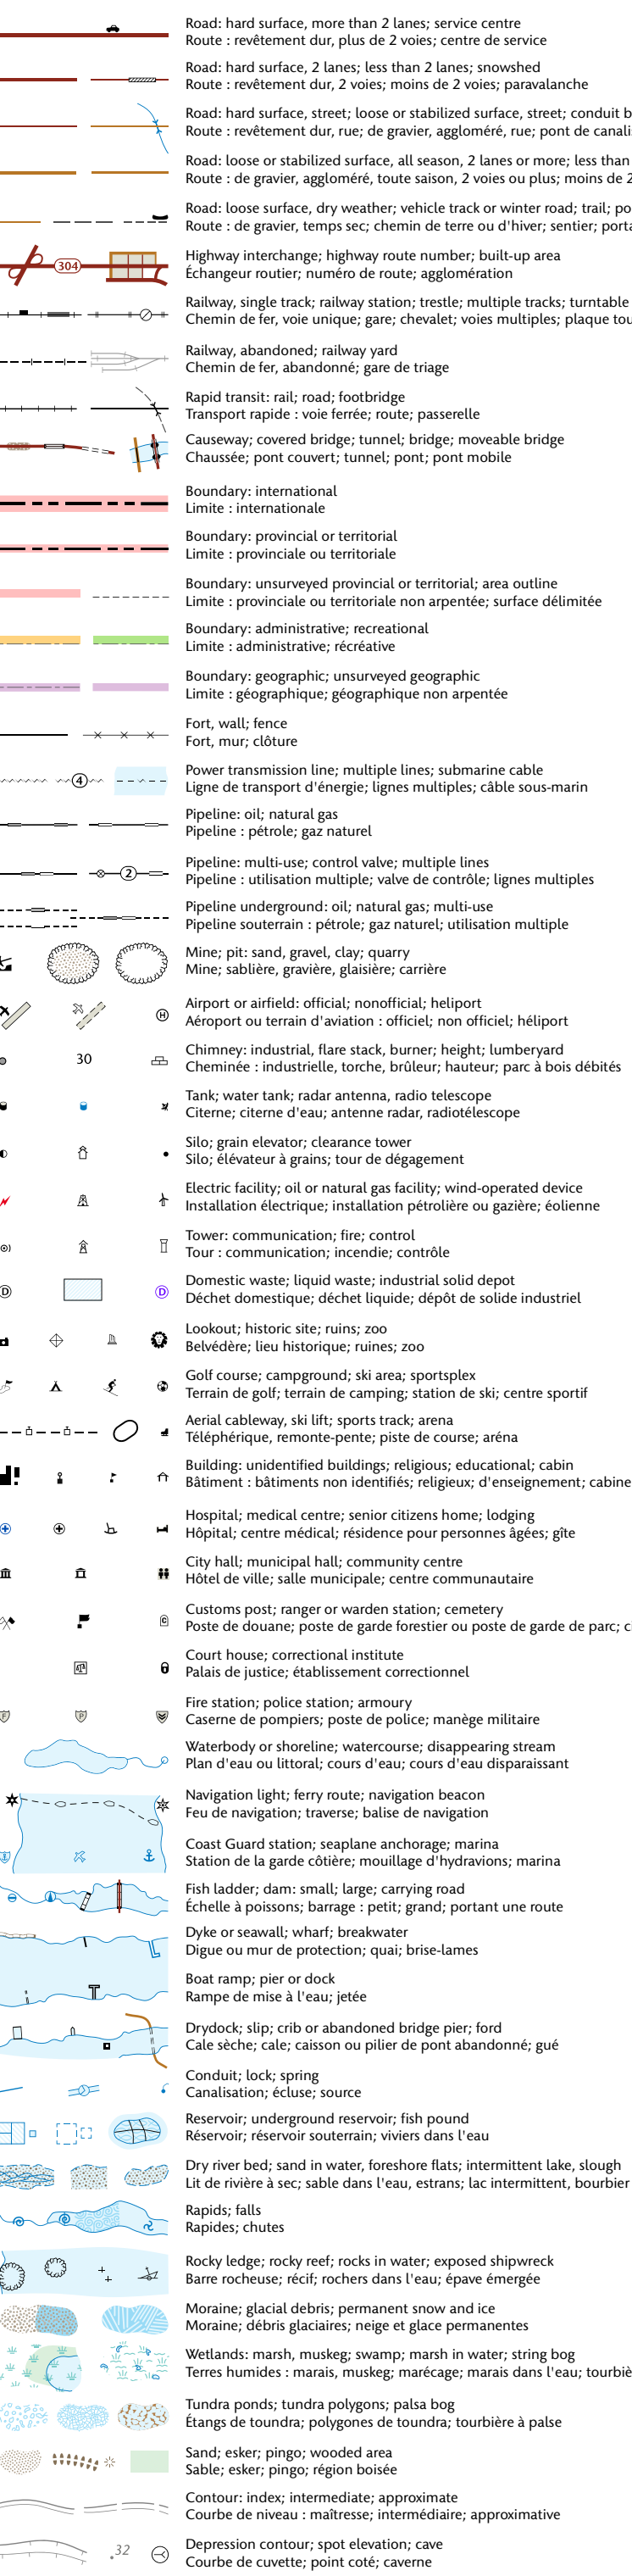 Road: hard surface, more than 2 lanes; service centre
Route : revêtement dur, plus de 2 voies; centre de service
Road: hard surface, 2 lanes; less than 2 lanes; snowshed
Route : revêtement dur, 2 voies; moins de 2 voies; paravalanche
Road: hard surface, street; loose or stabilized surface, street; conduit b
Route : revêtement dur, rue; de gravier, aggloméré, rue; pont de canali
Road: loose or stabilized surface, all season, 2 lanes or more; less than
Route : de gravier, aggloméré, toute saison, 2 voies ou plus; moins de 2
Road: loose surface, dry weather; vehicle track or winter road; trail; po
Route : de gravier, temps sec; chemin de terre ou d'hiver; sentier; porta
304
Highway interchange; highway route number; built-up area
Échangeur routier; numéro de route; agglomération
Railway, single track; railway station; trestle; multiple tracks; turntable
Chemin de fer, voie unique; gare; chevalet; voies multiples; plaque tou
Railway, abandoned; railway yard
Chemin de fer, abandonné; gare de triage
Rapid transit: rail; road; footbridge
Transport rapide : voie ferrée; route; passerelle
Causeway; covered bridge; tunnel; bridge; moveable bridge
Chaussée; pont couvert; tunnel; pont; pont mobile
Boundary: international
Limite : internationale
Boundary: provincial or territorial
Limite : provinciale ou territoriale
Boundary: unsurveyed provincial or territorial; area outline
Limite : provinciale ou territoriale non arpentée; surface délimitée
Boundary: administrative; recreational
Limite : administrative; récréative
Boundary: geographic; unsurveyed geographic
Limite : géographique; géographique non arpentée
Fort, wall; fence
Fort, mur; clôture
4
Power transmission line; multiple lines; submarine cable
Ligne de transport d'énergie; lignes multiples; câble sous-marin
Pipeline: oil; natural gas
Pipeline : pétrole; gaz naturel
2
Pipeline: multi-use; control valve; multiple lines
Pipeline : utilisation multiple; valve de contrôle; lignes multiples
Pipeline underground: oil; natural gas; multi-use
Pipeline souterrain : pétrole; gaz naturel; utilisation multiple
Mine; pit: sand, gravel, clay; quarry
Mine; sablière, gravière, glaisière; carrière
H
Airport or airfield: official; nonofficial; heliport
Aéroport ou terrain d'aviation : officiel; non officiel; héliport
30
Chimney: industrial, flare stack, burner; height; lumberyard
Cheminée : industrielle, torche, brûleur; hauteur; parc à bois débités
Tank; water tank; radar antenna, radio telescope
Citerne; citerne d'eau; antenne radar, radiotélescope
Silo; grain elevator; clearance tower
Silo; élévateur à grains; tour de dégagement
Electric facility; oil or natural gas facility; wind-operated device
Installation électrique; installation pétrolière ou gazière; éolienne
Tower: communication; fire; control
Tour : communication; incendie; contrôle
D D
Domestic waste; liquid waste; industrial solid depot
Déchet domestique; déchet liquide; dépôt de solide industriel
Lookout; historic site; ruins; zoo
Belvédère; lieu historique; ruines; zoo
Golf course; campground; ski area; sportsplex
Terrain de golf; terrain de camping; station de ski; centre sportif
Aerial cableway, ski lift; sports track; arena
Téléphérique, remonte-pente; piste de course; aréna
Building: unidentified buildings; religious; educational; cabin
Bâtiment : bâtiments non identifiés; religieux; d'enseignement; cabine
Hospital; medical centre; senior citizens home; lodging
Hôpital; centre médical; résidence pour personnes âgées; gîte
City hall; municipal hall; community centre
Hôtel de ville; salle municipale; centre communautaire
C
Customs post; ranger or warden station; cemetery
Poste de douane; poste de garde forestier ou poste de garde de parc; ci
Court house; correctional institute
Palais de justice; établissement correctionnel
F P
Fire station; police station; armoury
Caserne de pompiers; poste de police; manège militaire
Waterbody or shoreline; watercourse; disappearing stream
Plan d'eau ou littoral; cours d'eau; cours d'eau disparaissant
Navigation light; ferry route; navigation beacon
Feu de navigation; traverse; balise de navigation
Coast Guard station; seaplane anchorage; marina
Station de la garde côtière; mouillage d'hydravions; marina
Fish ladder; dam: small; large; carrying road
Échelle à poissons; barrage : petit; grand; portant une route
Dyke or seawall; wharf; breakwater
Digue ou mur de protection; quai; brise-lames
Boat ramp; pier or dock
Rampe de mise à l'eau; jetée
Drydock; slip; crib or abandoned bridge pier; ford
Cale sèche; cale; caisson ou pilier de pont abandonné; gué
Conduit; lock; spring
Canalisation; écluse; source
Reservoir; underground reservoir; fish pound
Réservoir; réservoir souterrain; viviers dans l'eau
Dry river bed; sand in water, foreshore flats; intermittent lake, slough
Lit de rivière à sec; sable dans l'eau, estrans; lac intermittent, bourbier
Rapids; falls
Rapides; chutes
Rocky ledge; rocky reef; rocks in water; exposed shipwreck
Barre rocheuse; récif; rochers dans l'eau; épave émergée
Moraine; glacial debris; permanent snow and ice
Moraine; débris glaciaires; neige et glace permanentes
Wetlands: marsh, muskeg; swamp; marsh in water; string bog
Terres humides : marais, muskeg; marécage; marais dans l'eau; tourbiè
Tundra ponds; tundra polygons; palsa bog
Étangs de toundra; polygones de toundra; tourbière à palse
Sand; esker; pingo; wooded area
Sable; esker; pingo; région boisée
Contour: index; intermediate; approximate
Courbe de niveau : maîtresse; intermédiaire; approximative
.32
Depression contour; spot elevation; cave
Courbe de cuvette; point coté; caverne